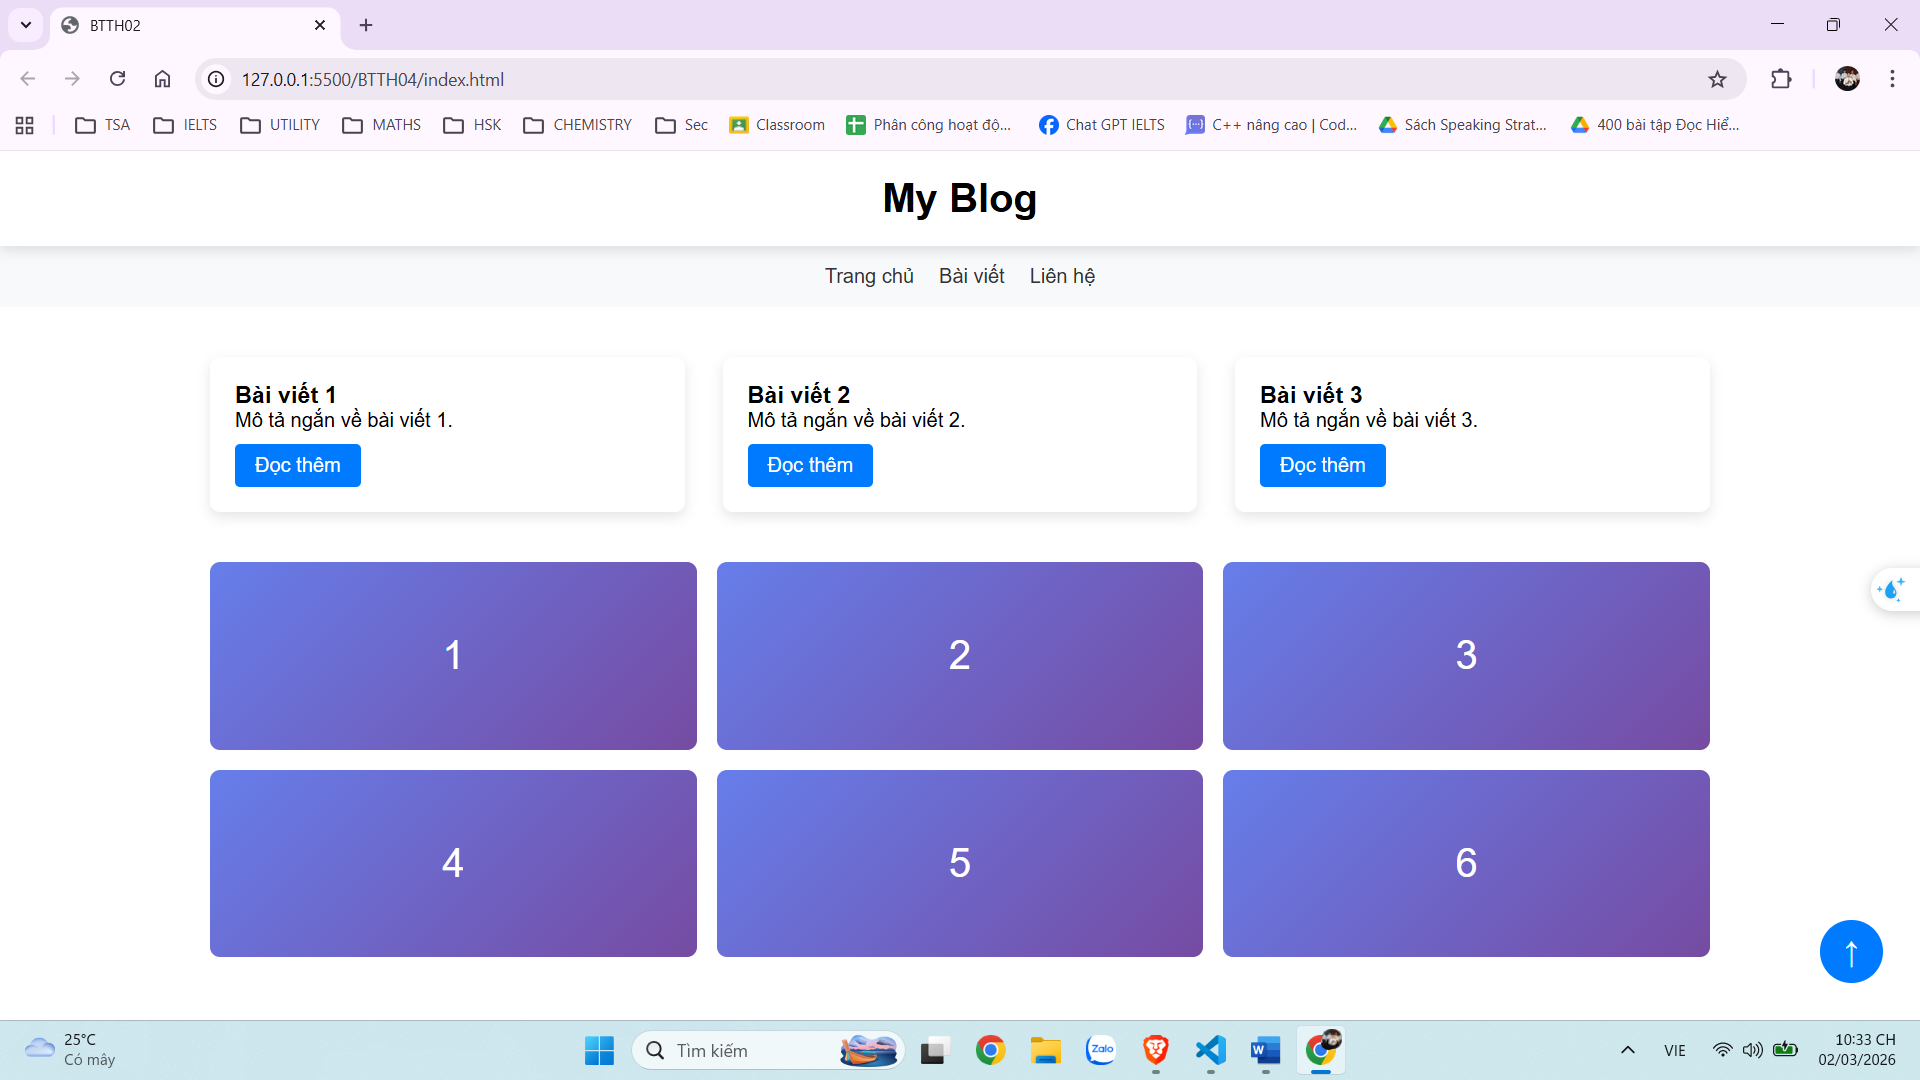 BTTH02
127.0.0.1:5500/BTTH04/index.html
TSA IELTS UTILITY MATHS HSK CHEMISTRY Sec Classroom Phân công hoạt độ... Chat GPT IELTS C++ nâng cao | Cod... Sách Speaking Strat... 400 bài tập Đọc Hiể...
My Blog
Trang chủ Bài viết Liên hệ
Bài viết 1
Mô tả ngắn về bài viết 1.
Đọc thêm
Bài viết 2
Mô tả ngắn về bài viết 2.
Đọc thêm
Bài viết 3
Mô tả ngắn về bài viết 3.
Đọc thêm
1 2 3
4 5 6
↑
25°C
Có mây
Tìm kiếm
Zalo
W
VIE
10:33 CH
02/03/2026